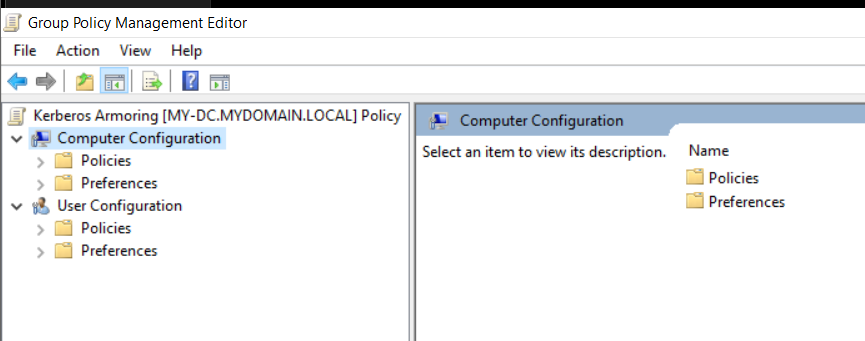 Group Policy Management Editor
File Action View Help
Kerberos Armoring [MY-DC.MYDOMAIN.LOCAL] Policy
Computer Configuration
Policies
Preferences
User Configuration
Policies
Preferences
Computer Configuration
Select an item to view its description.
Name
Policies
Preferences